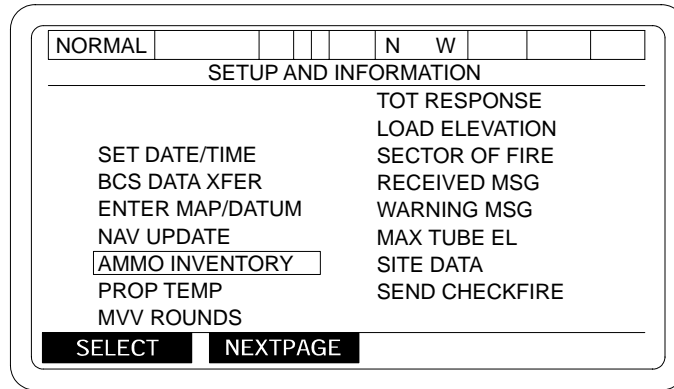 NORMAL N W
SETUP AND INFORMATION
TOT RESPONSE
LOAD ELEVATION
SET DATE/TIME SECTOR OF FIRE
BCS DATA XFER RECEIVED MSG
ENTER MAP/DATUM WARNING MSG
NAV UPDATE MAX TUBE EL
AMMO INVENTORY SITE DATA
PROP TEMP SEND CHECKFIRE
MVV ROUNDS
SELECT NEXTPAGE